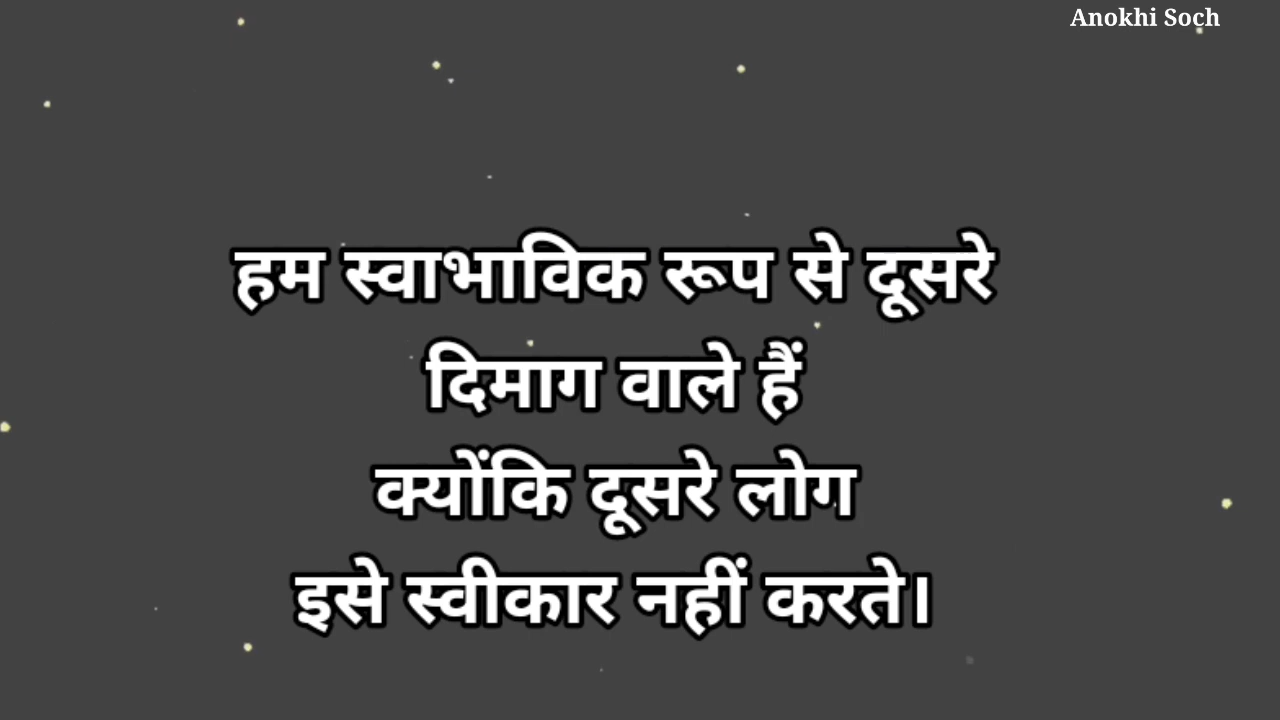 Anokhi Soch
हम स्वाभाविक रूप से दूसरे
दिमाग वाले हैं
क्योंकि दूसरे लोग
इसे स्वीकार नहीं करते।